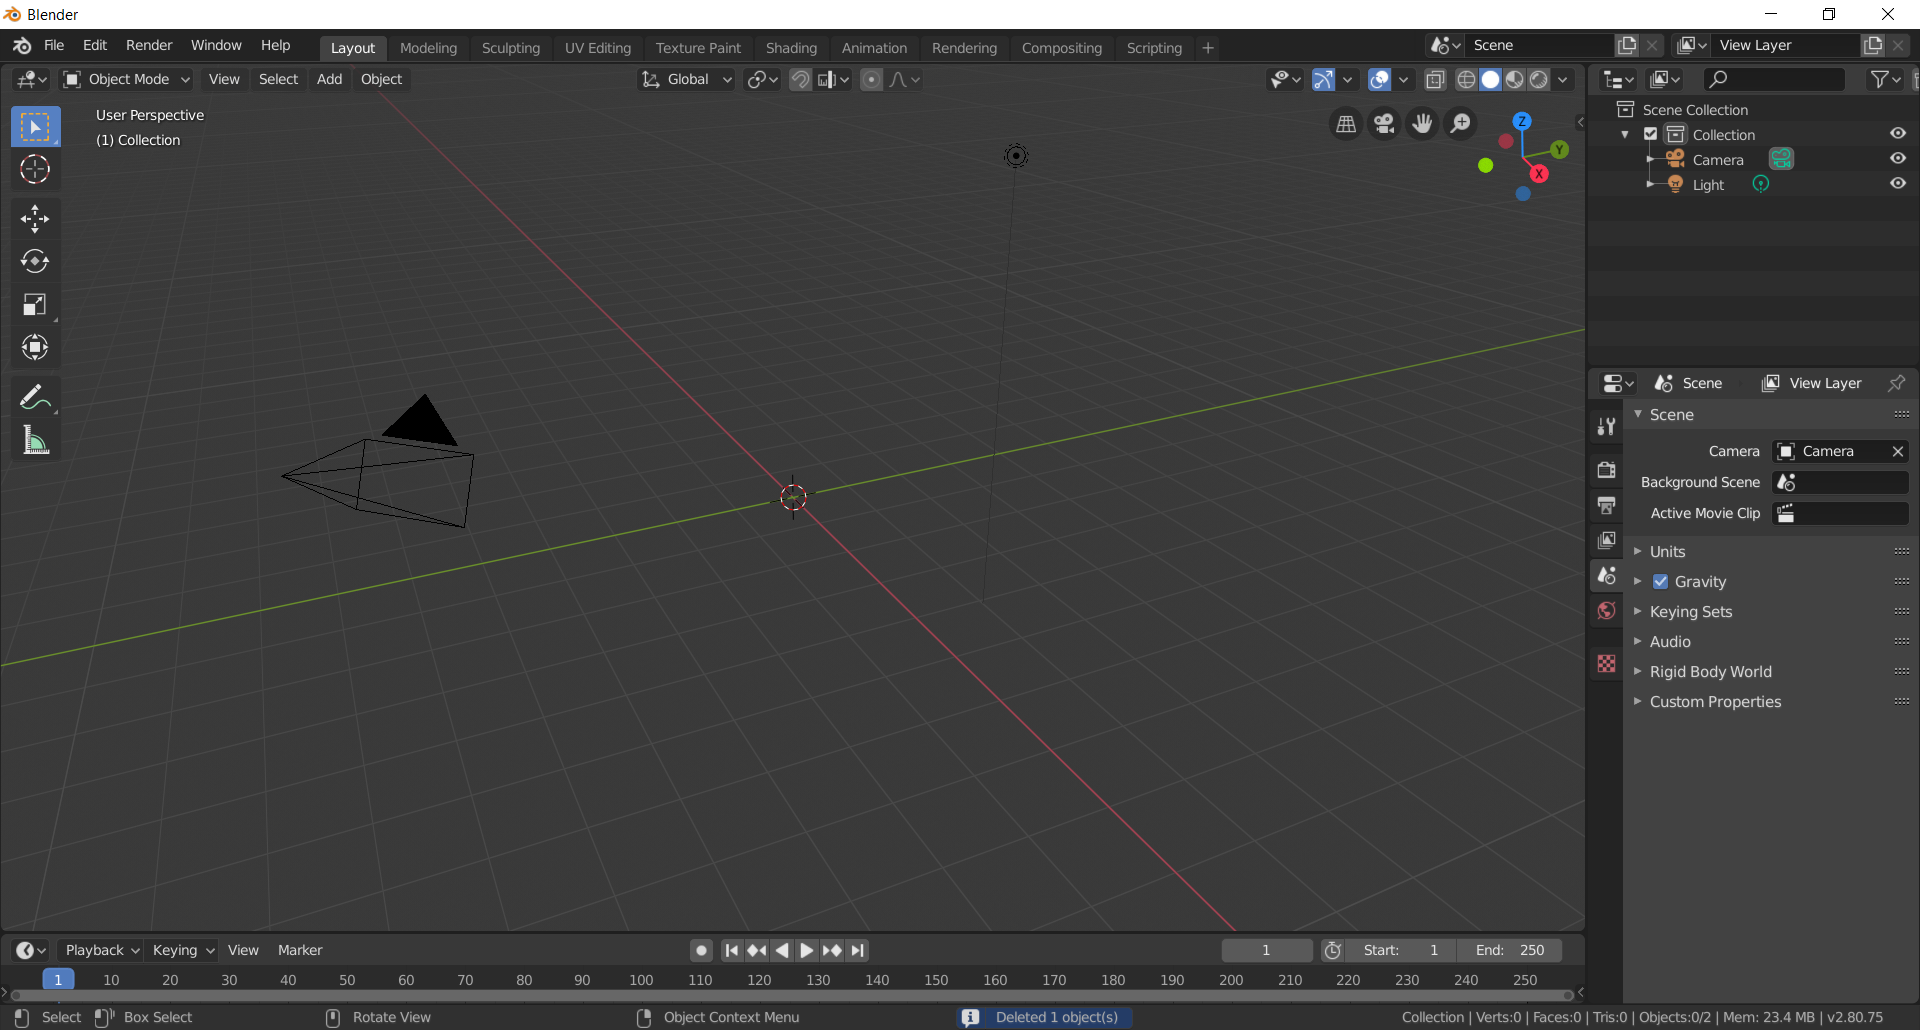 Blender
File Edit Render Window Help Layout Modeling Sculpting UV Editing Texture Paint Shading Animation Rendering Compositing Scripting + Scene View Layer
Object Mode View Select Add Object Global
User Perspective
(1) Collection
Z
Y
X
Scene Collection
Collection
Camera
Light
Scene View Layer
Scene
Camera Camera
Background Scene
Active Movie Clip
Units
Gravity
Keying Sets
Audio
Rigid Body World
Custom Properties
Playback Keying View Marker 1 Start: 1 End: 250
1 10 20 30 40 50 60 70 80 90 100 110 120 130 140 150 160 170 180 190 200 210 220 230 240 250
Select Box Select Rotate View Object Context Menu Deleted 1 object(s) Collection | Verts:0 | Faces:0 | Tris:0 | Objects:0/2 | Mem: 23.4 MB | v2.80.75